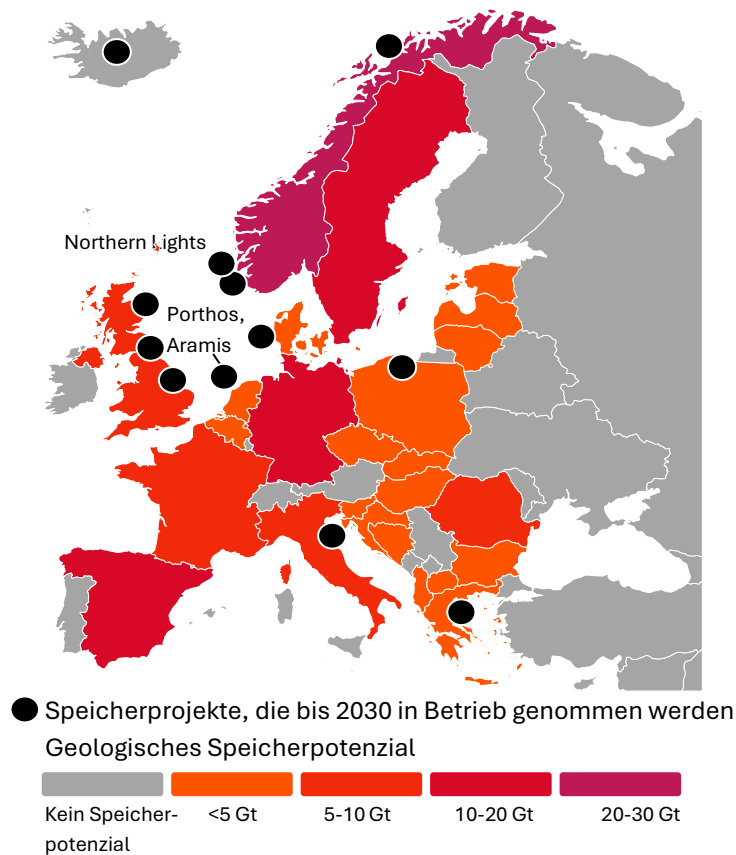 Northern Lights
Porthos,
Aramis
Speicherprojekte, die bis 2030 in Betrieb genommen werden
Geologisches Speicherpotenzial
Kein Speicher-
potenzial
<5 Gt
5-10 Gt
10-20 Gt
20-30 Gt